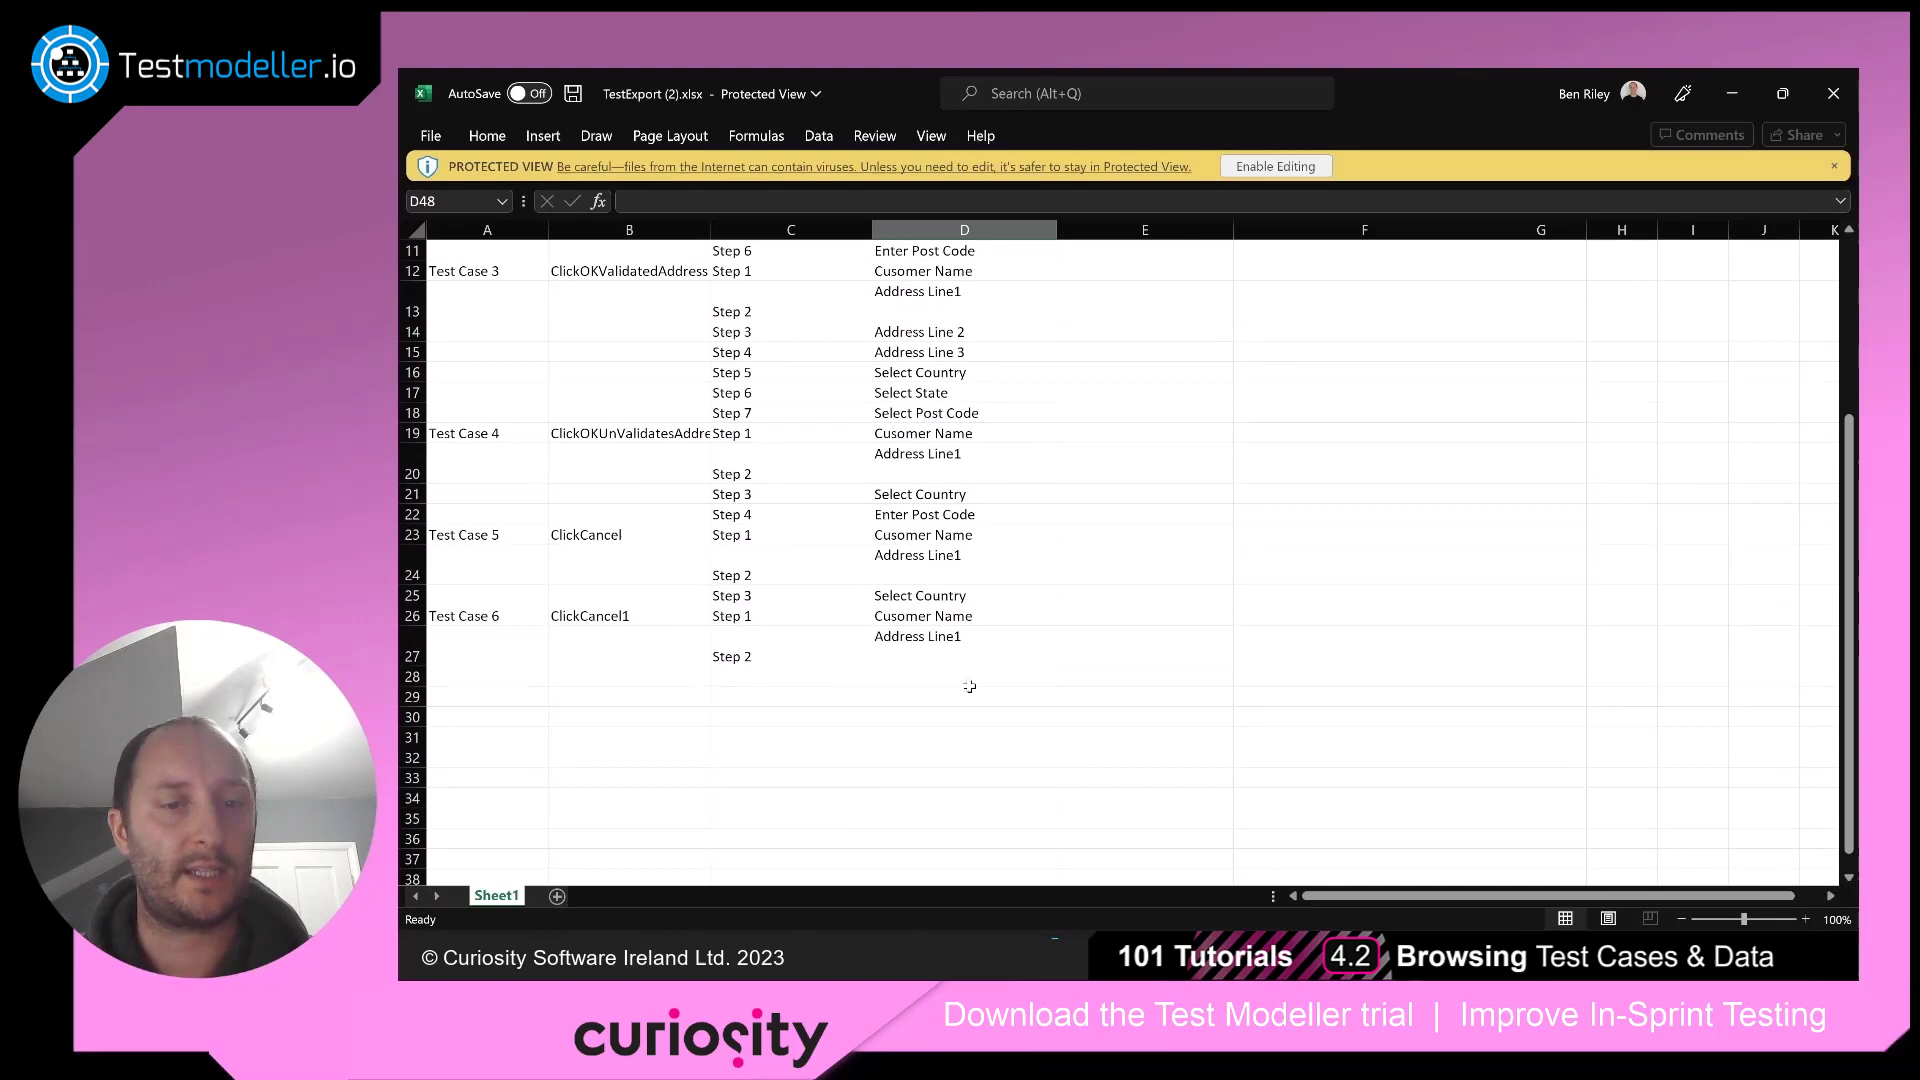 Testmodeller.io
AutoSave Off TestExport (2).xlsx - Protected View Search (Alt+Q) Ben Riley
File Home Insert Draw Page Layout Formulas Data Review View Help Comments Share
PROTECTED VIEW Be careful—files from the Internet can contain viruses. Unless you need to edit, it's safer to stay in Protected View. Enable Editing
D48 fx
A B C D E F G H I J K
11 Step 6 Enter Post Code
12 Test Case 3 ClickOKValidatedAddress Step 1 Cusomer Name
Address Line1
13 Step 2
14 Step 3 Address Line 2
15 Step 4 Address Line 3
16 Step 5 Select Country
17 Step 6 Select State
18 Step 7 Select Post Code
19 Test Case 4 ClickOKUnValidatesAddre Step 1 Cusomer Name
Address Line1
20 Step 2
21 Step 3 Select Country
22 Step 4 Enter Post Code
23 Test Case 5 ClickCancel Step 1 Cusomer Name
Address Line1
24 Step 2
25 Step 3 Select Country
26 Test Case 6 ClickCancel1 Step 1 Cusomer Name
Address Line1
27 Step 2
28
29
30
31
32
33
34
35
36
37
38
Sheet1
Ready 100%
© Curiosity Software Ireland Ltd. 2023 101 Tutorials 4.2 Browsing Test Cases & Data
curiosity Download the Test Modeller trial | Improve In-Sprint Testing